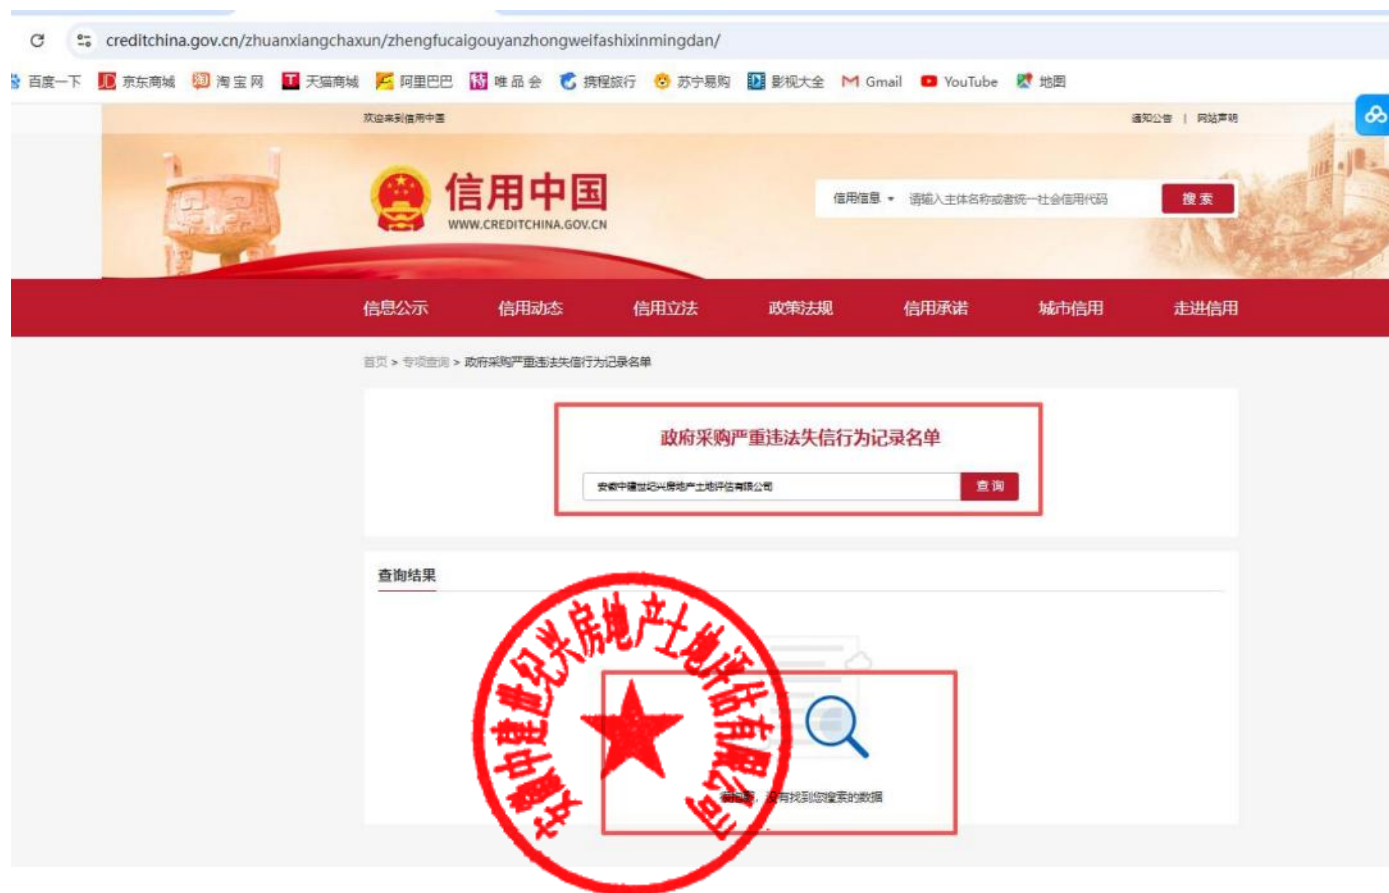 creditchina.gov.cn/zhuanxiangchaxun/zhengfucaigouyanzhongweifashixinmingdan/
百度一下 京东商城 淘宝网 天猫商城 阿里巴巴 唯品会 携程旅行 苏宁易购 影视大全 Gmail YouTube 地图
欢迎来到信用中国 通知公告 | 网站声明
信用中国
WWW.CREDITCHINA.GOV.CN
信用信息 请输入主体名称或者统一社会信用代码 搜索
信息公示 信用动态 信用立法 政策法规 信用承诺 城市信用 走进信用
首页 > 专项查询 > 政府采购严重违法失信行为记录名单
政府采购严重违法失信行为记录名单
安徽中建世纪兴房地产土地评估有限公司 查询
查询结果
安徽中建世纪兴房地产土地评估有限公司
很抱歉，没有找到您搜索的数据